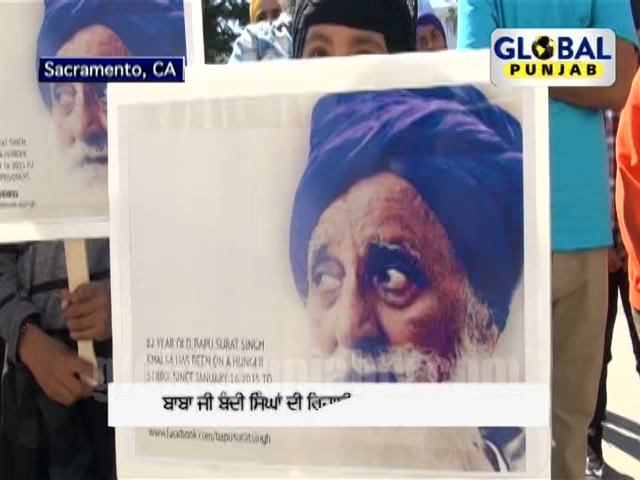 Sacramento, CA
GLOBAL
PUNJAB
82 YEAR OLD, BAPU SURAT SINGH
KHALSA HAS BEEN ON A HUNGER
STRIKE SINCE JANUARY 16 2015 TO
ਬਾਬਾ ਜੀ ਬੰਦੀ ਸਿੰਘਾਂ ਦੀ
www.facebook.com/bapusuratsingh